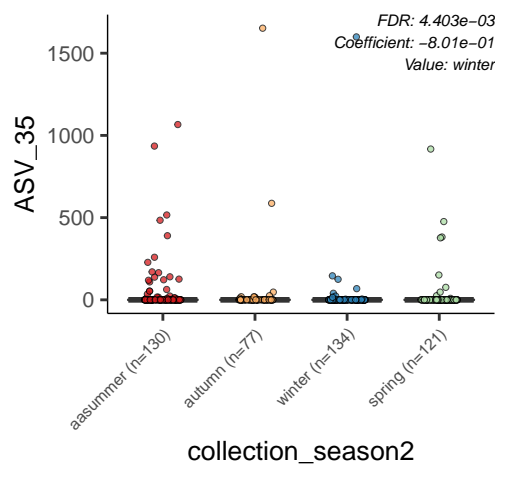 FDR: 4.403e−03
Coefficient: −8.01e−01
Value: winter
ASV_35
1500
1000
500
0
aasummer (n=130)
autumn (n=77)
winter (n=134)
spring (n=121)
collection_season2